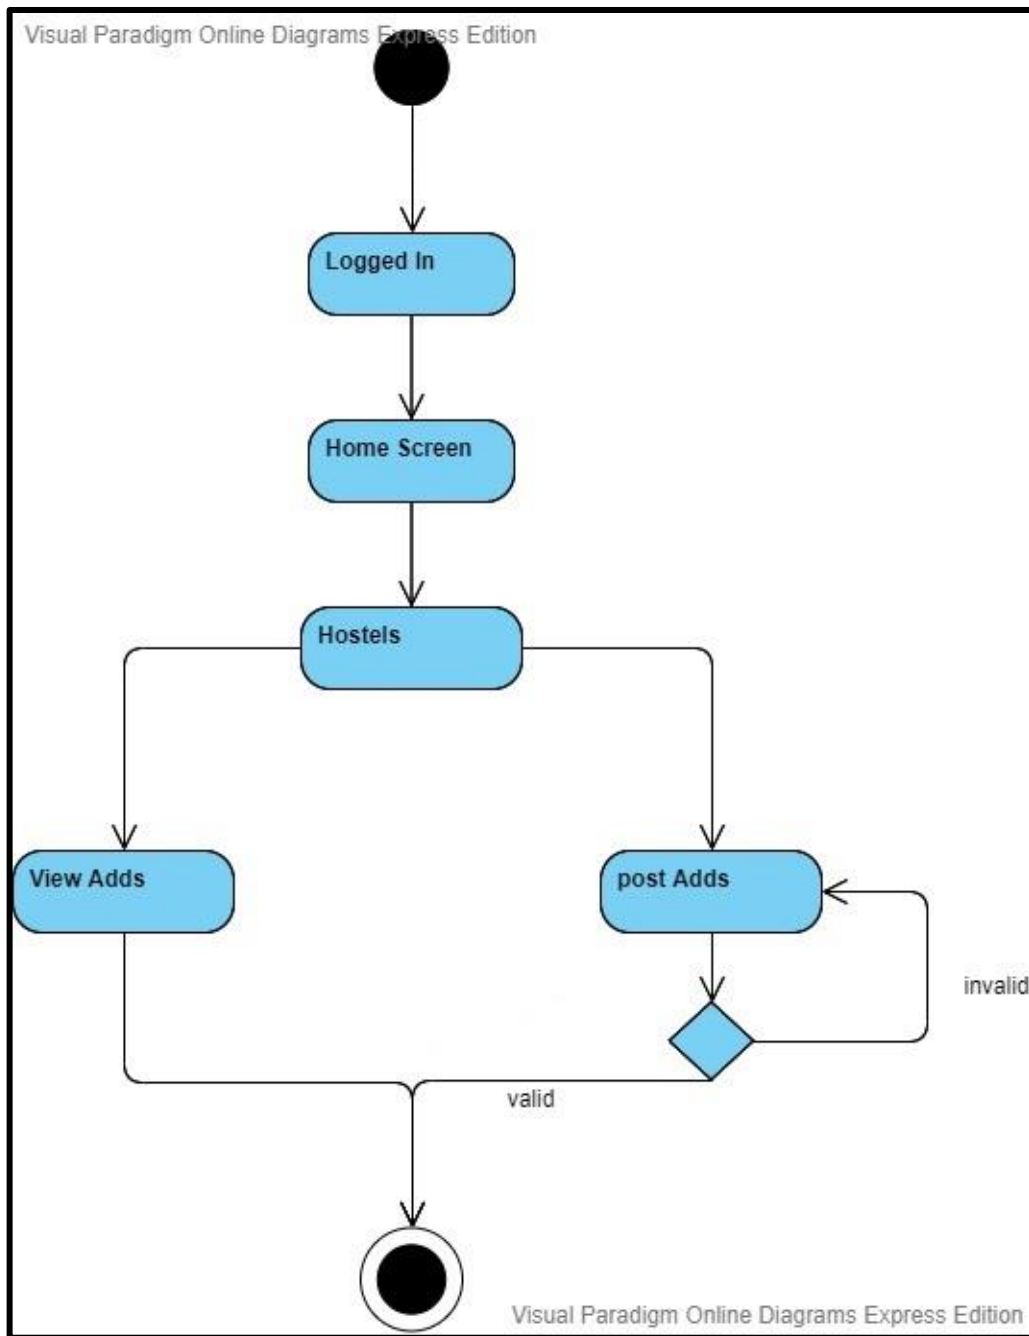 Visual Paradigm Online Diagrams Express Edition
Logged In
Home Screen
Hostels
View Adds
post Adds
invalid
valid
Visual Paradigm Online Diagrams Express Edition